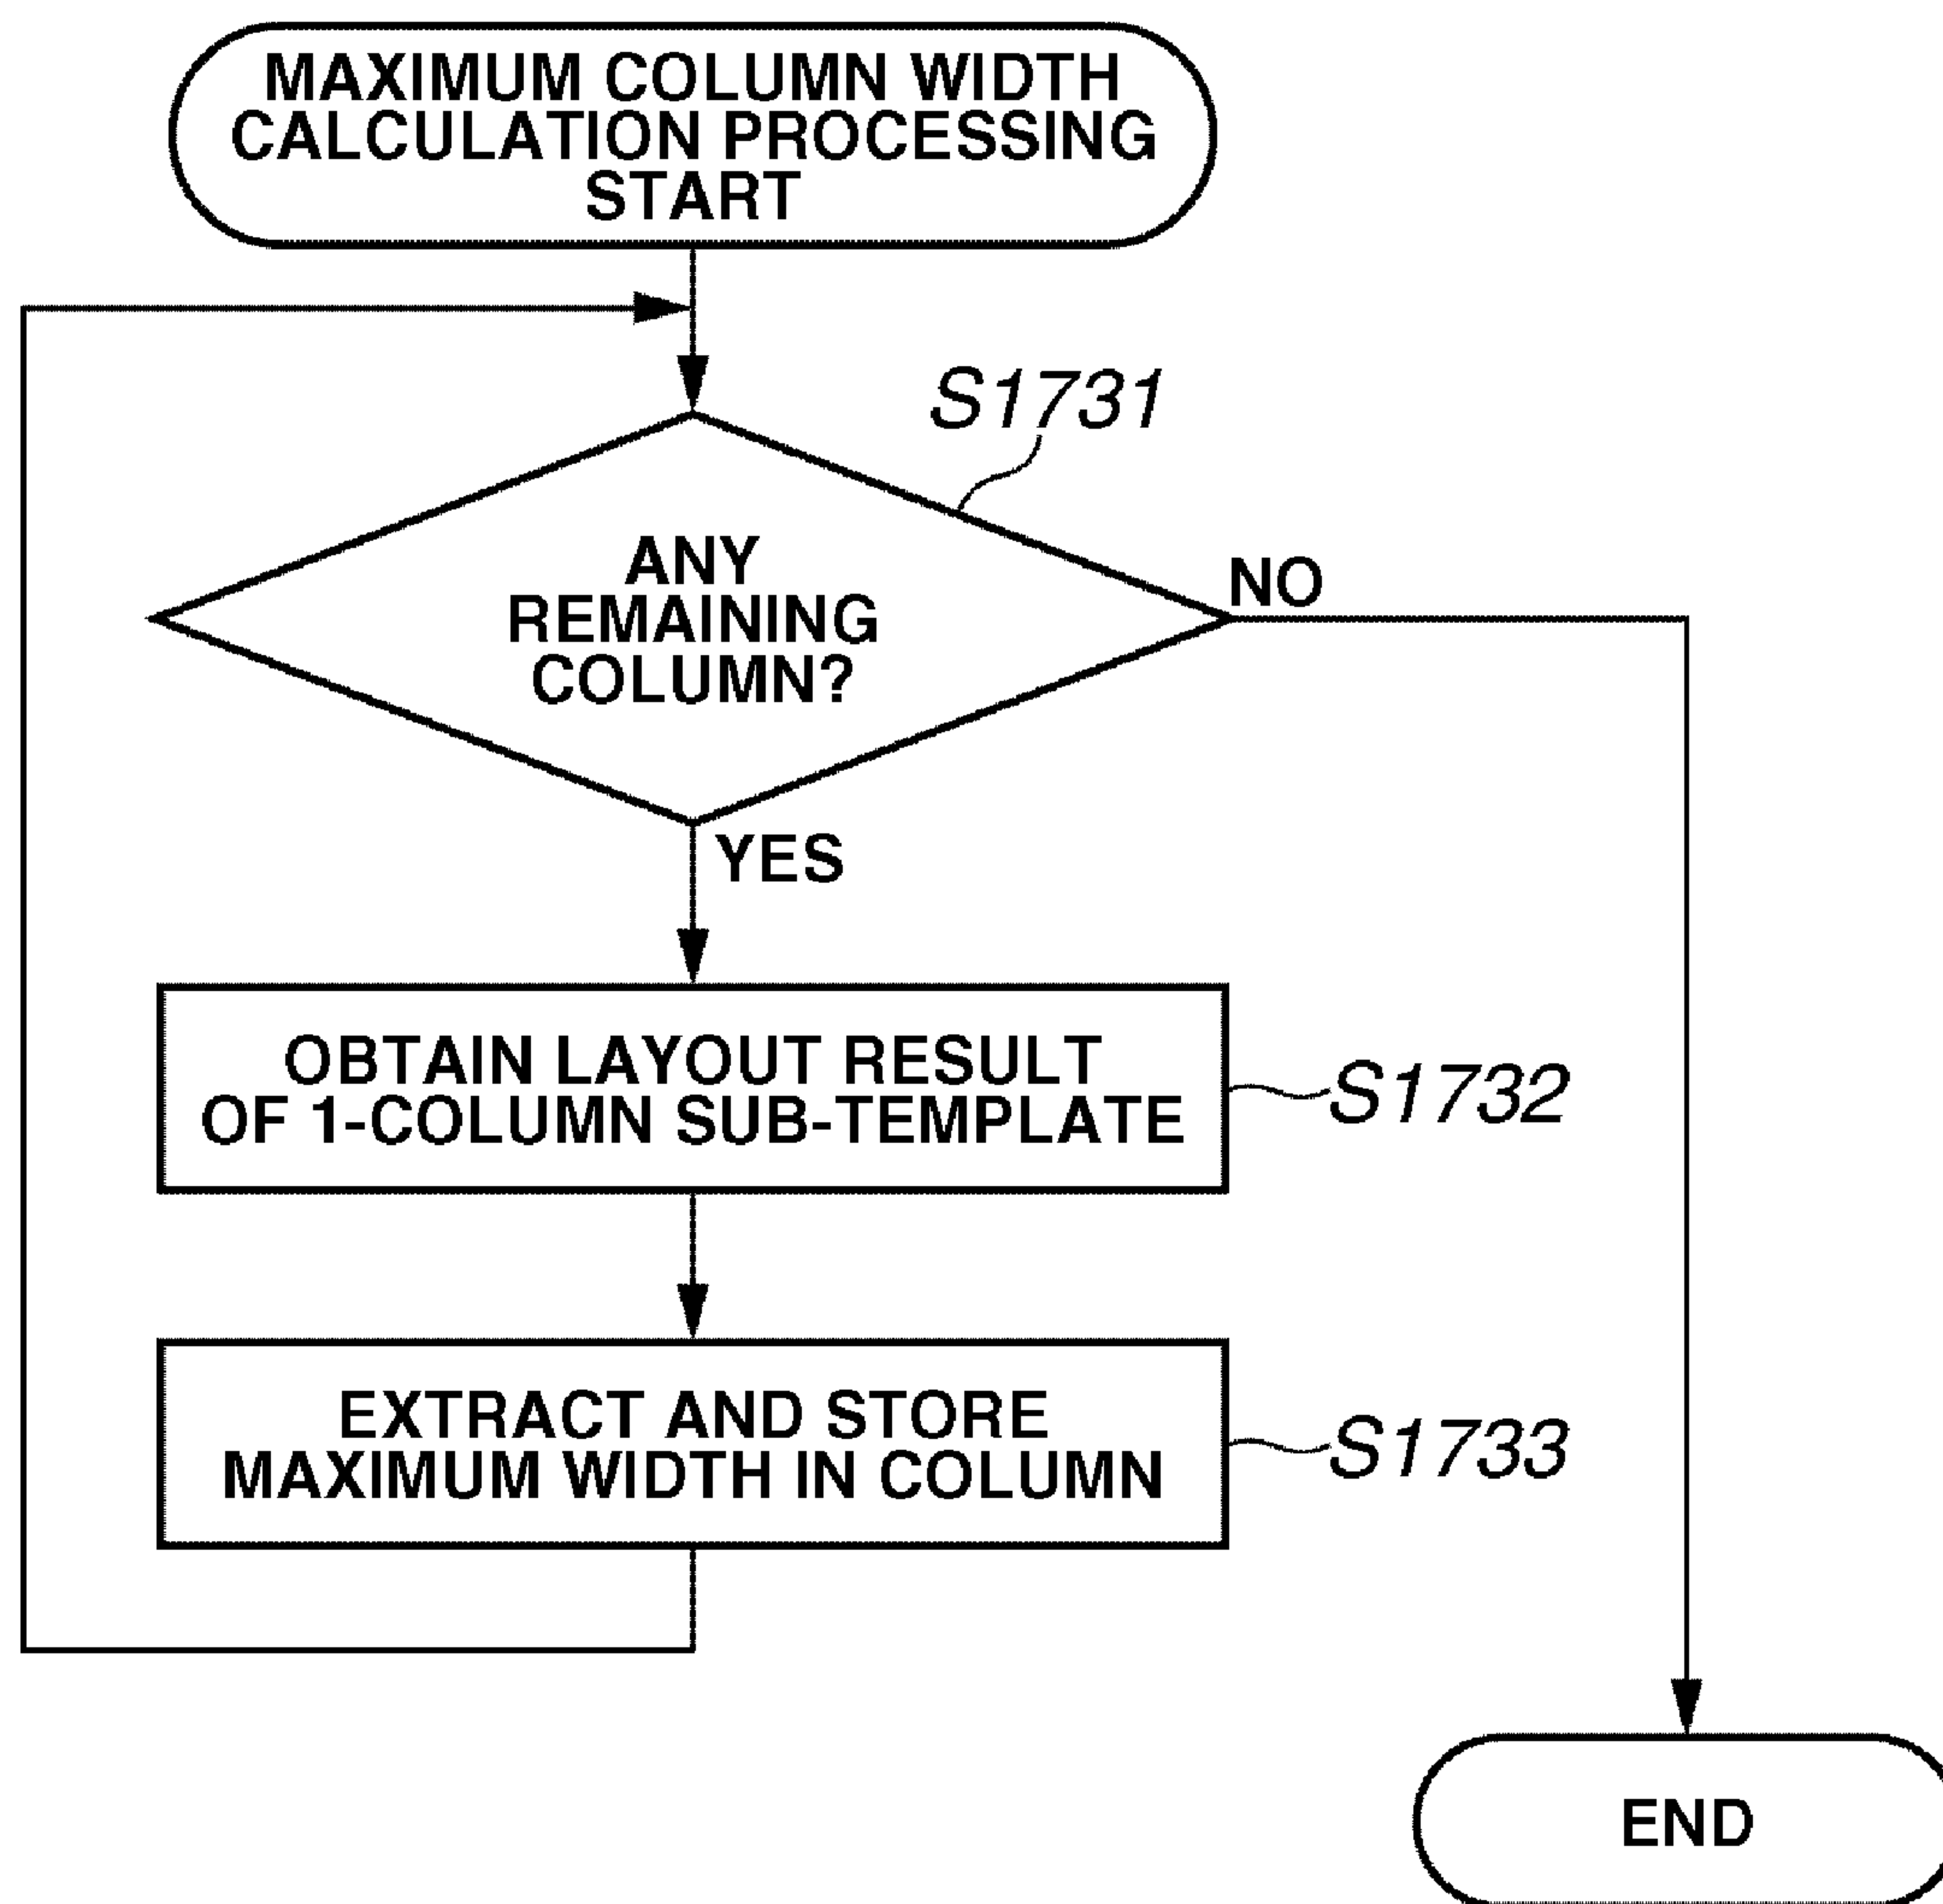 MAXIMUM COLUMN WIDTH
CALCULATION PROCESSING
START
S1731
ANY
REMAINING
COLUMN?
NO
YES
OBTAIN LAYOUT RESULT
OF 1-COLUMN SUB-TEMPLATE
S1732
EXTRACT AND STORE
MAXIMUM WIDTH IN COLUMN
S1733
END